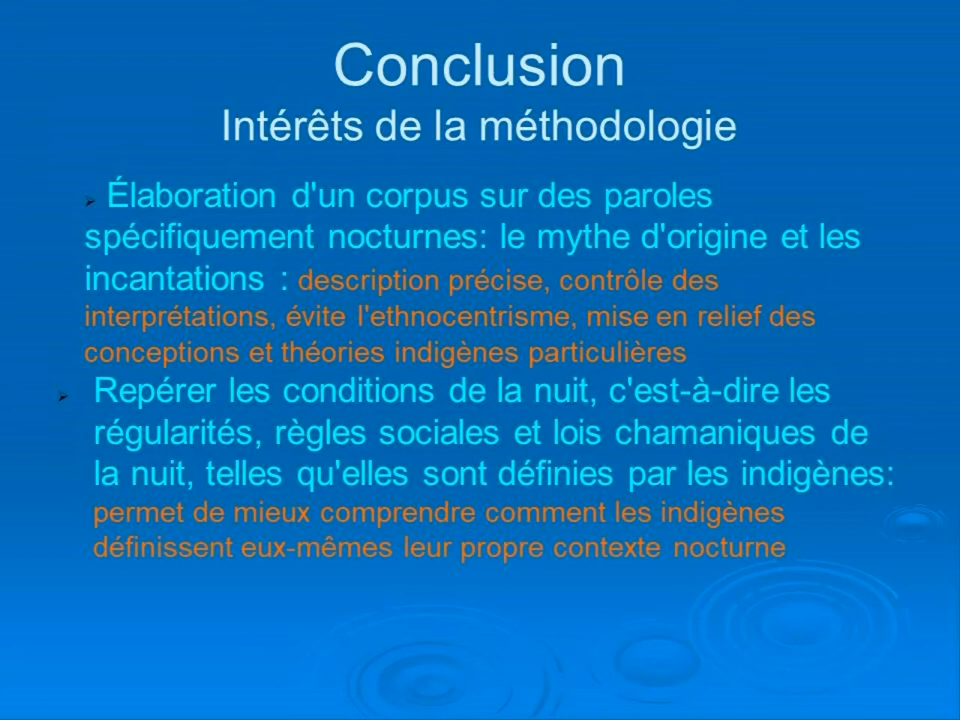 Conclusion
Intérêts de la méthodologie
Élaboration d'un corpus sur des paroles
spécifiquement nocturnes: le mythe d'origine et les
incantations : description précise, contrôle des
interprétations, évite l'ethnocentrisme, mise en relief des
conceptions et théories indigènes particulières
Repérer les conditions de la nuit, c'est-à-dire les
régularités, règles sociales et lois chamaniques de
la nuit, telles qu'elles sont définies par les indigènes:
permet de mieux comprendre comment les indigènes
définissent eux-mêmes leur propre contexte nocturne